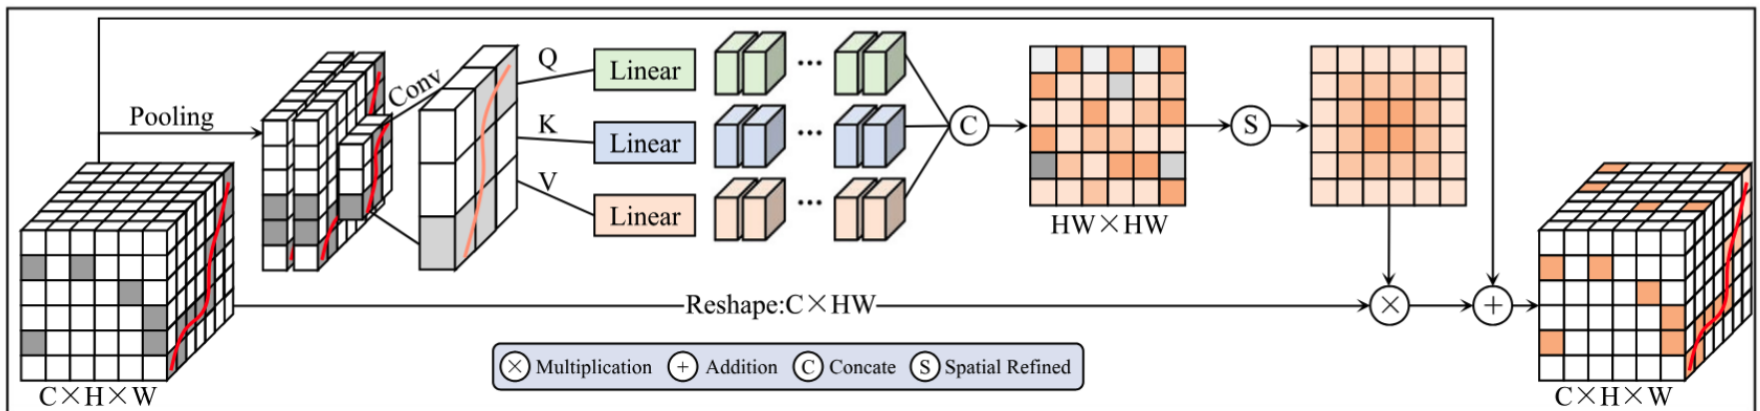 Pooling
Conv
Q
K
V
Linear
Linear
Linear
...
...
...
C
S
HW×HW
Reshape:C×HW
×
+
× Multiplication + Addition C Concate S Spatial Refined
C×H×W
C×H×W